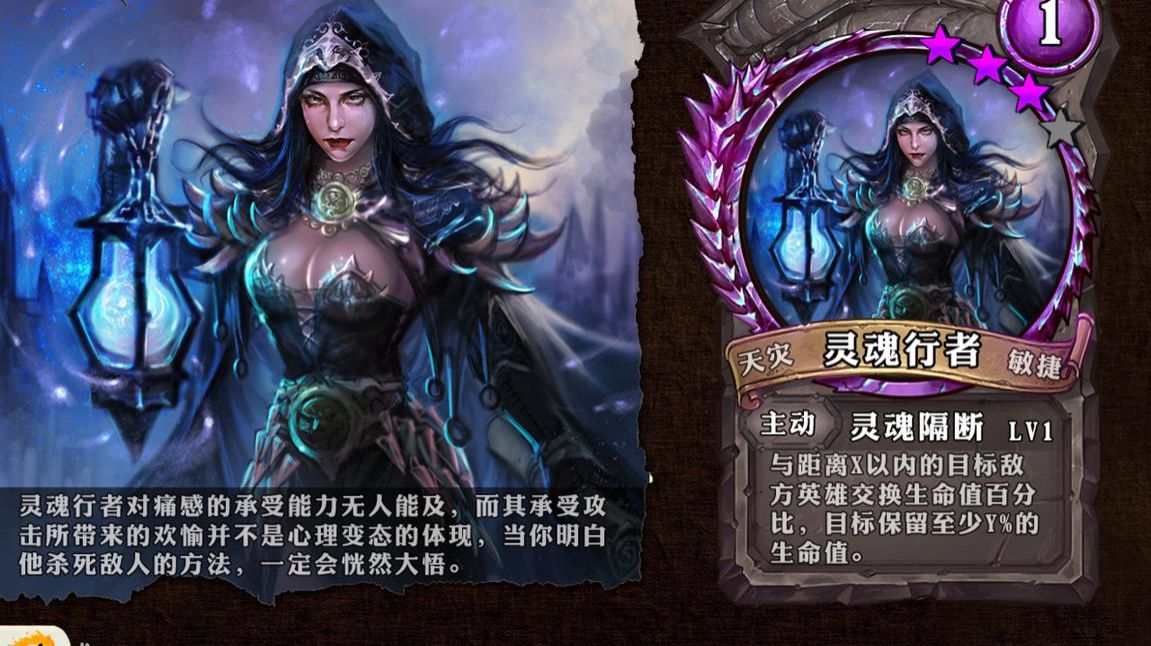 灵魂行者对痛感的承受能力无人能及，而其承受攻
击所带来的欢愉并不是心理变态的体现，当你明白
他杀死敌人的方法，一定会恍然大悟。
1
天灾 灵魂行者 敏捷
主动 灵魂隔断 LV1
与距离X以内的目标敌
方英雄交换生命值百分
比，目标保留至少Y%的
生命值。